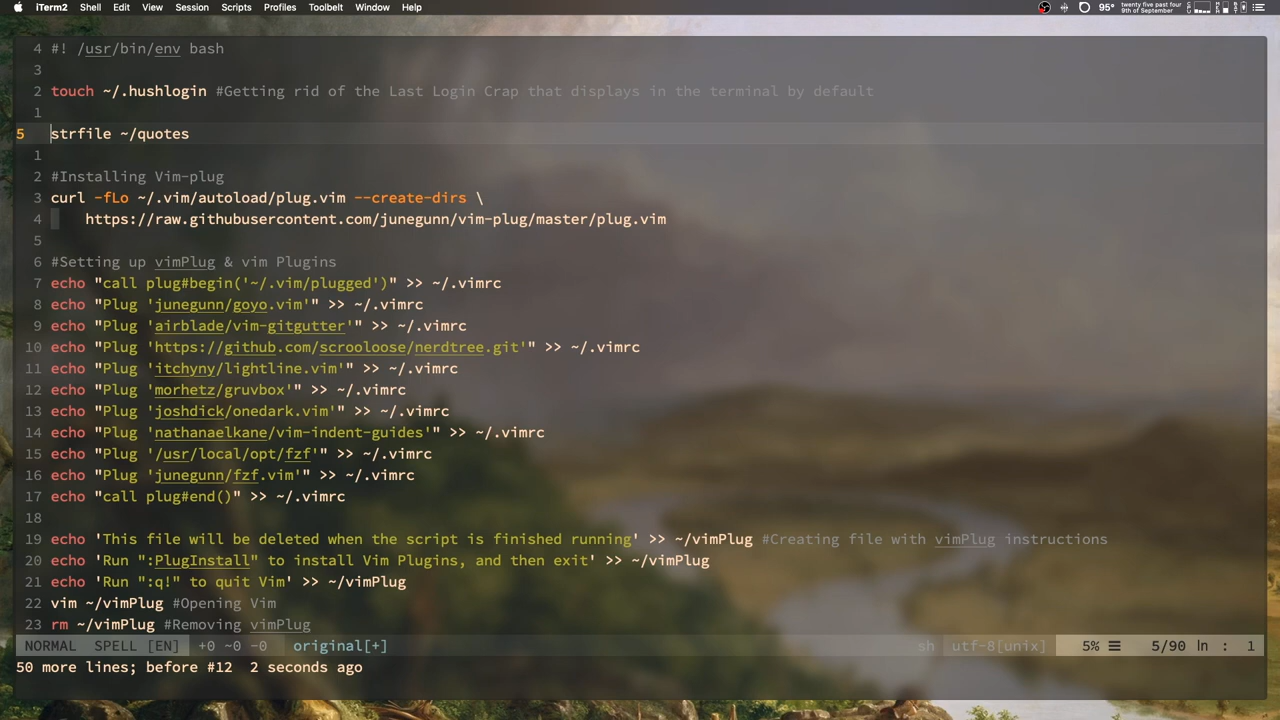 iTerm2 Shell Edit View Session Scripts Profiles Toolbelt Window Help 95° twenty five past four
9th of September
4 #! /usr/bin/env bash
3
2 touch ~/.hushlogin #Getting rid of the Last Login Crap that displays in the terminal by default
1
5 strfile ~/quotes
1
2 #Installing Vim-plug
3 curl -fLo ~/.vim/autoload/plug.vim --create-dirs \
4     https://raw.githubusercontent.com/junegunn/vim-plug/master/plug.vim
5
6 #Setting up vimPlug & vim Plugins
7 echo "call plug#begin('~/.vim/plugged')" >> ~/.vimrc
8 echo "Plug 'junegunn/goyo.vim'" >> ~/.vimrc
9 echo "Plug 'airblade/vim-gitgutter'" >> ~/.vimrc
10 echo "Plug 'https://github.com/scrooloose/nerdtree.git'" >> ~/.vimrc
11 echo "Plug 'itchyny/lightline.vim'" >> ~/.vimrc
12 echo "Plug 'morhetz/gruvbox'" >> ~/.vimrc
13 echo "Plug 'joshdick/onedark.vim'" >> ~/.vimrc
14 echo "Plug 'nathanaelkane/vim-indent-guides'" >> ~/.vimrc
15 echo "Plug '/usr/local/opt/fzf'" >> ~/.vimrc
16 echo "Plug 'junegunn/fzf.vim'" >> ~/.vimrc
17 echo "call plug#end()" >> ~/.vimrc
18
19 echo 'This file will be deleted when the script is finished running' >> ~/vimPlug #Creating file with vimPlug instructions
20 echo 'Run ":PlugInstall" to install Vim Plugins, and then exit' >> ~/vimPlug
21 echo 'Run ":q!" to quit Vim' >> ~/vimPlug
22 vim ~/vimPlug #Opening Vim
23 rm ~/vimPlug #Removing vimPlug
NORMAL SPELL [EN] +0 ~0 -0 original[+] sh utf-8[unix] 5% ☰ 5/90 ln : 1
50 more lines; before #12  2 seconds ago